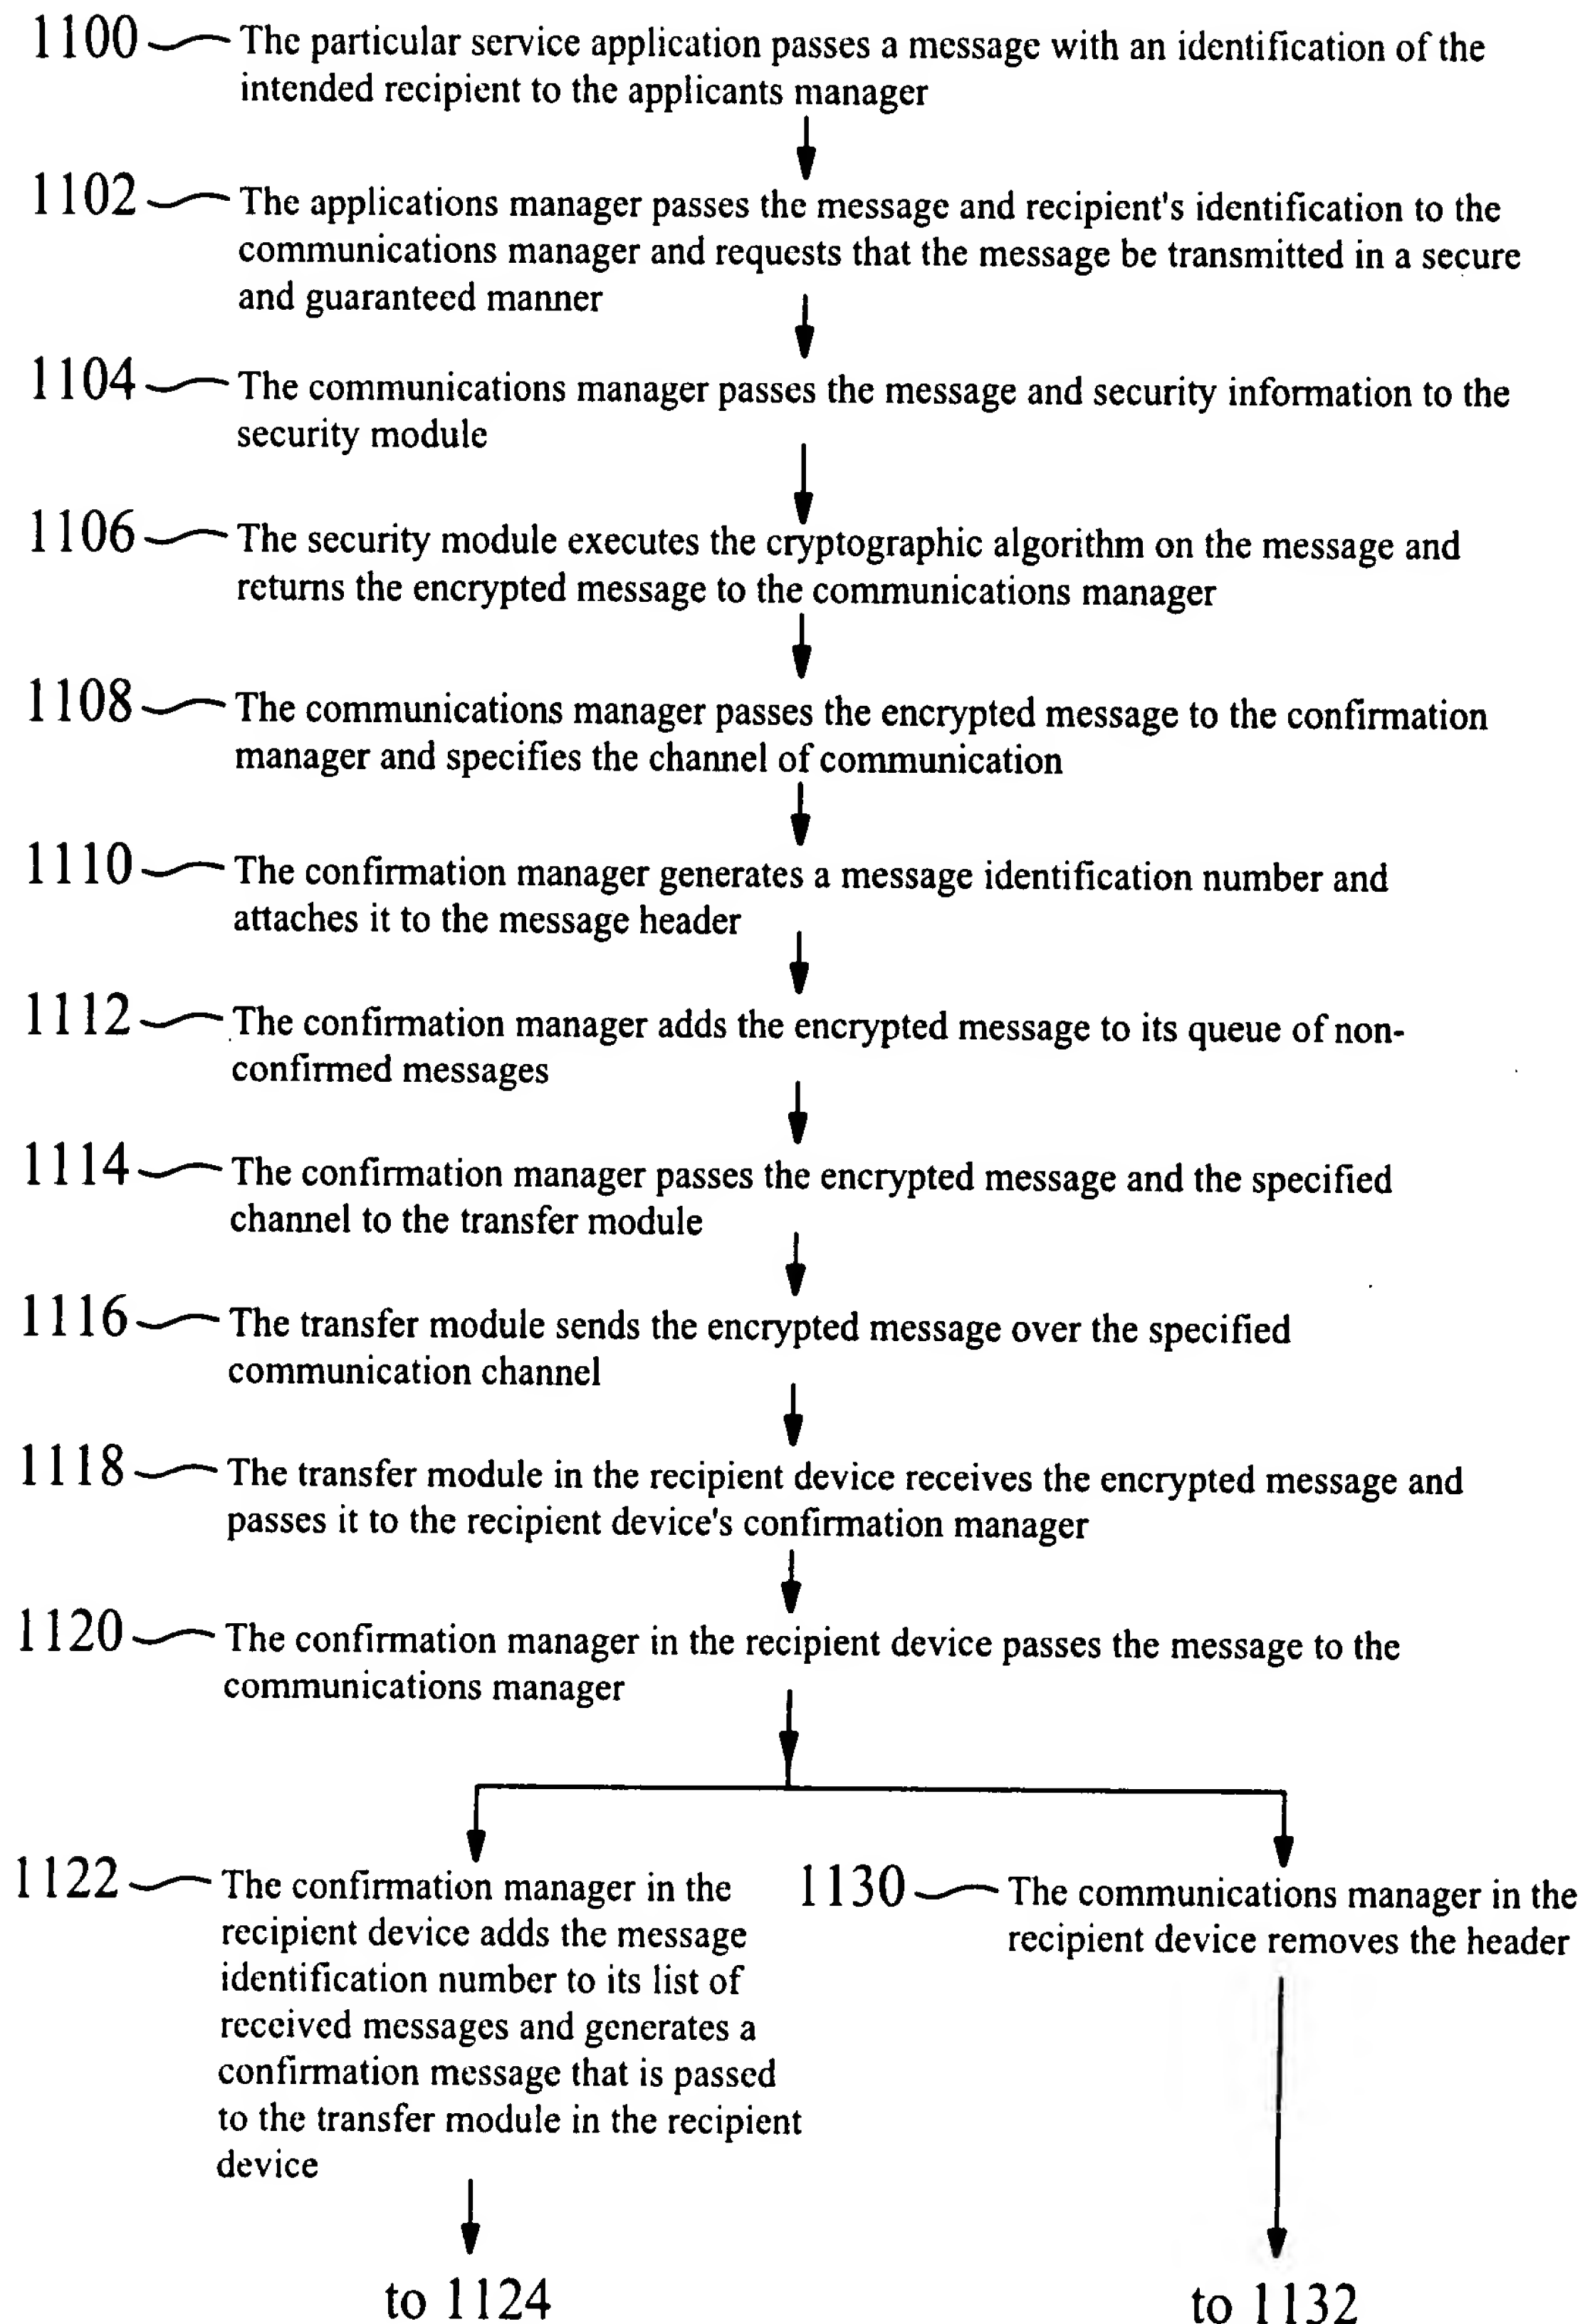 1100 The particular service application passes a message with an identification of the
intended recipient to the applicants manager
1102 The applications manager passes the message and recipient's identification to the
communications manager and requests that the message be transmitted in a secure
and guaranteed manner
1104 The communications manager passes the message and security information to the
security module
1106 The security module executes the cryptographic algorithm on the message and
returns the encrypted message to the communications manager
1108 The communications manager passes the encrypted message to the confirmation
manager and specifies the channel of communication
1110 The confirmation manager generates a message identification number and
attaches it to the message header
1112 The confirmation manager adds the encrypted message to its queue of non-
confirmed messages
1114 The confirmation manager passes the encrypted message and the specified
channel to the transfer module
1116 The transfer module sends the encrypted message over the specified
communication channel
1118 The transfer module in the recipient device receives the encrypted message and
passes it to the recipient device's confirmation manager
1120 The confirmation manager in the recipient device passes the message to the
communications manager
1122 The confirmation manager in the
recipient device adds the message
identification number to its list of
received messages and generates a
confirmation message that is passed
to the transfer module in the recipient
device
to 1124
1130 The communications manager in the
recipient device removes the header
to 1132